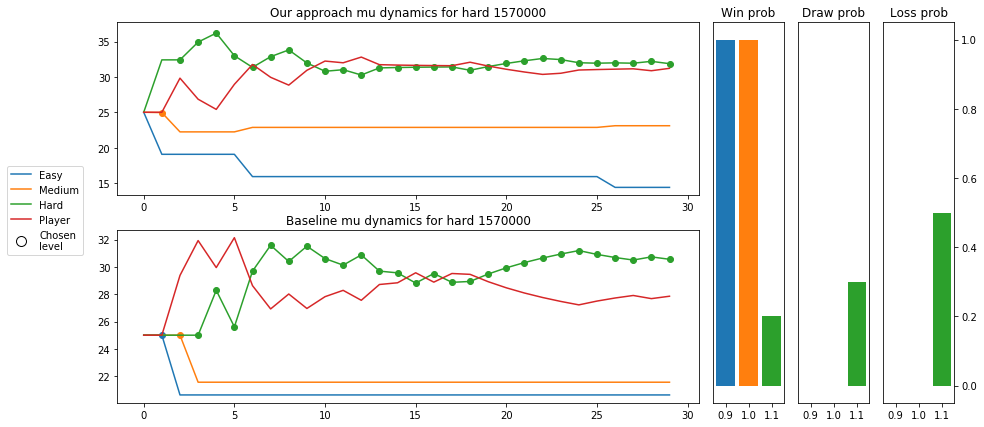 Our approach mu dynamics for hard 1570000
35
30
25
20
15
0 5 10 15 20 25 30
Easy
Medium
Hard
Player
Chosen
level
Baseline mu dynamics for hard 1570000
32
30
28
26
24
22
0 5 10 15 20 25 30
Win prob Draw prob Loss prob
1.0
0.8
0.6
0.4
0.2
0.0
0.9 1.0 1.1 0.9 1.0 1.1 0.9 1.0 1.1